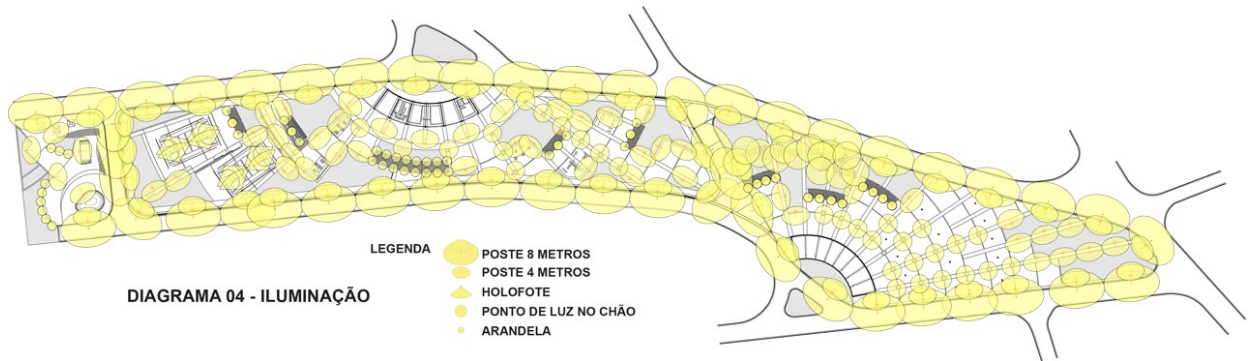 LEGENDA
POSTE 8 METROS
POSTE 4 METROS
HOLOFOTE
PONTO DE LUZ NO CHÃO
ARANDELA
DIAGRAMA 04 - ILUMINAÇÃO